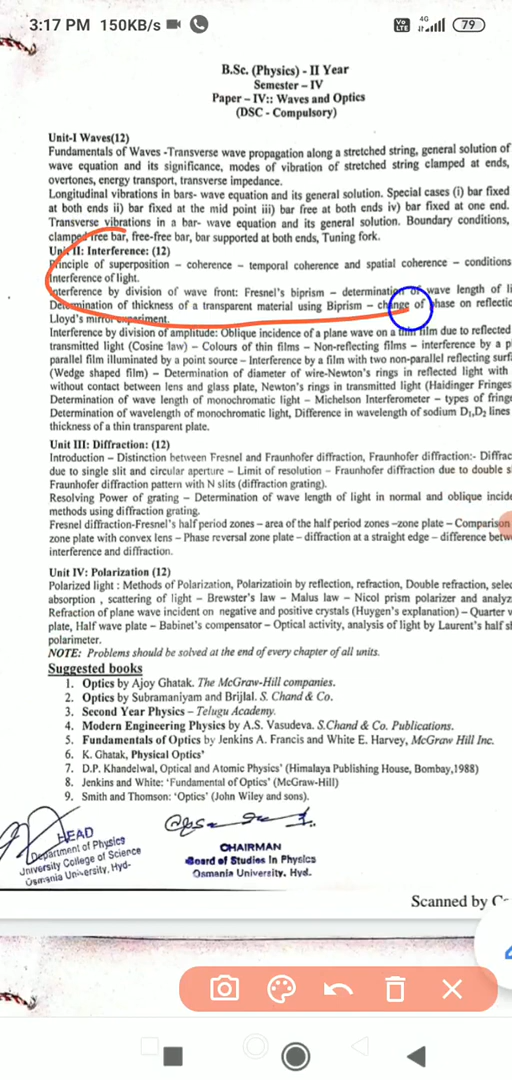 3:17 PM 150KB/s
Vo LTE 4G 79
B.Sc. (Physics) - II Year
Semester – IV
Paper – IV:: Waves and Optics
(DSC - Compulsory)
Unit-I Waves(12)
Fundamentals of Waves -Transverse wave propagation along a stretched string, general solution of
wave equation and its significance, modes of vibration of stretched string clamped at ends,
overtones, energy transport, transverse impedance.
Longitudinal vibrations in bars- wave equation and its general solution. Special cases (i) bar fixed
at both ends ii) bar fixed at the mid point iii) bar free at both ends iv) bar fixed at one end.
Transverse vibrations in a bar- wave equation and its general solution. Boundary conditions,
clamped-free bar, free-free bar, bar supported at both ends, Tuning fork.
Unit II: Interference: (12)
Principle of superposition – coherence – temporal coherence and spatial coherence – conditions
Interference of light.
Interference by division of wave front: Fresnel's biprism – determination of wave length of li
Determination of thickness of a transparent material using Biprism – change of phase on reflectio
Lloyd's mirror experiment.
Interference by division of amplitude: Oblique incidence of a plane wave on a thin film due to reflected
transmitted light (Cosine law) – Colours of thin films – Non-reflecting films – interference by a p
parallel film illuminated by a point source – Interference by a film with two non-parallel reflecting surf
(Wedge shaped film) – Determination of diameter of wire-Newton's rings in reflected light with
without contact between lens and glass plate, Newton's rings in transmitted light (Haidinger Fringes
Determination of wave length of monochromatic light – Michelson Interferometer – types of fringe
Determination of wavelength of monochromatic light, Difference in wavelength of sodium D1,D2 lines
thickness of a thin transparent plate.
Unit III: Diffraction: (12)
Introduction – Distinction between Fresnel and Fraunhofer diffraction, Fraunhofer diffraction:- Diffrac
due to single slit and circular aperture – Limit of resolution – Fraunhofer diffraction due to double s
Fraunhofer diffraction pattern with N slits (diffraction grating).
Resolving Power of grating – Determination of wave length of light in normal and oblique incide
methods using diffraction grating.
Fresnel diffraction-Fresnel's half period zones – area of the half period zones –zone plate – Comparison
zone plate with convex lens – Phase reversal zone plate – diffraction at a straight edge – difference betw
interference and diffraction.
Unit IV: Polarization (12)
Polarized light : Methods of Polarization, Polarizatioin by reflection, refraction, Double refraction, selec
absorption , scattering of light – Brewster's law – Malus law – Nicol prism polarizer and analyz
Refraction of plane wave incident on negative and positive crystals (Huygen's explanation) – Quarter v
plate, Half wave plate – Babinet's compensator – Optical activity, analysis of light by Laurent's half s
polarimeter.
NOTE: Problems should be solved at the end of every chapter of all units.
Suggested books
1. Optics by Ajoy Ghatak. The McGraw-Hill companies.
2. Optics by Subramaniyam and Brijlal. S. Chand & Co.
3. Second Year Physics – Telugu Academy.
4. Modern Engineering Physics by A.S. Vasudeva. S.Chand & Co. Publications.
5. Fundamentals of Optics by Jenkins A. Francis and White E. Harvey, McGraw Hill Inc.
6. K. Ghatak, Physical Optics'
7. D.P. Khandelwal, Optical and Atomic Physics' (Himalaya Publishing House, Bombay,1988)
8. Jenkins and White: 'Fundamental of Optics' (McGraw-Hill)
9. Smith and Thomson: 'Optics' (John Wiley and sons).
HEAD
Department of Physics
University College of Science
Osmania University, Hyd-
CHAIRMAN
Board of Studies in Physics
Osmania University. Hyd.
Scanned by C